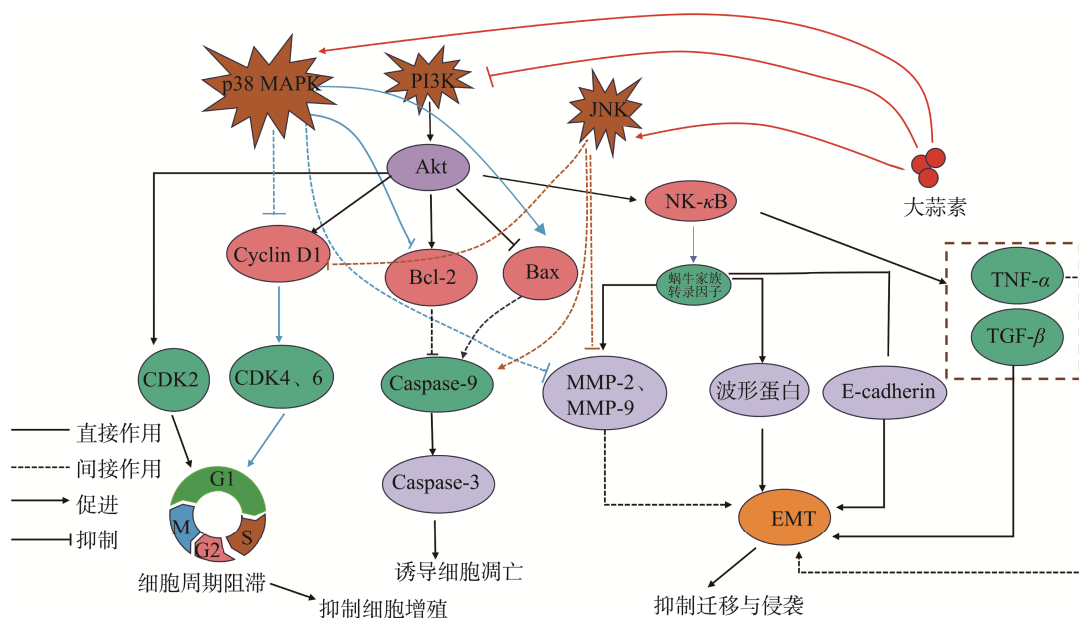 p38 MAPK
PI3K
JNK
Akt
NK-κB
大蒜素
Cyclin D1
Bcl-2
Bax
蜗牛家族
转录因子
TNF-α
TGF-β
CDK2
CDK4、6
Caspase-9
MMP-2、
MMP-9
波形蛋白
E-cadherin
直接作用
间接作用
促进
抑制
G1
M
S
G2
Caspase-3
EMT
细胞周期阻滞
诱导细胞凋亡
抑制细胞增殖
抑制迁移与侵袭